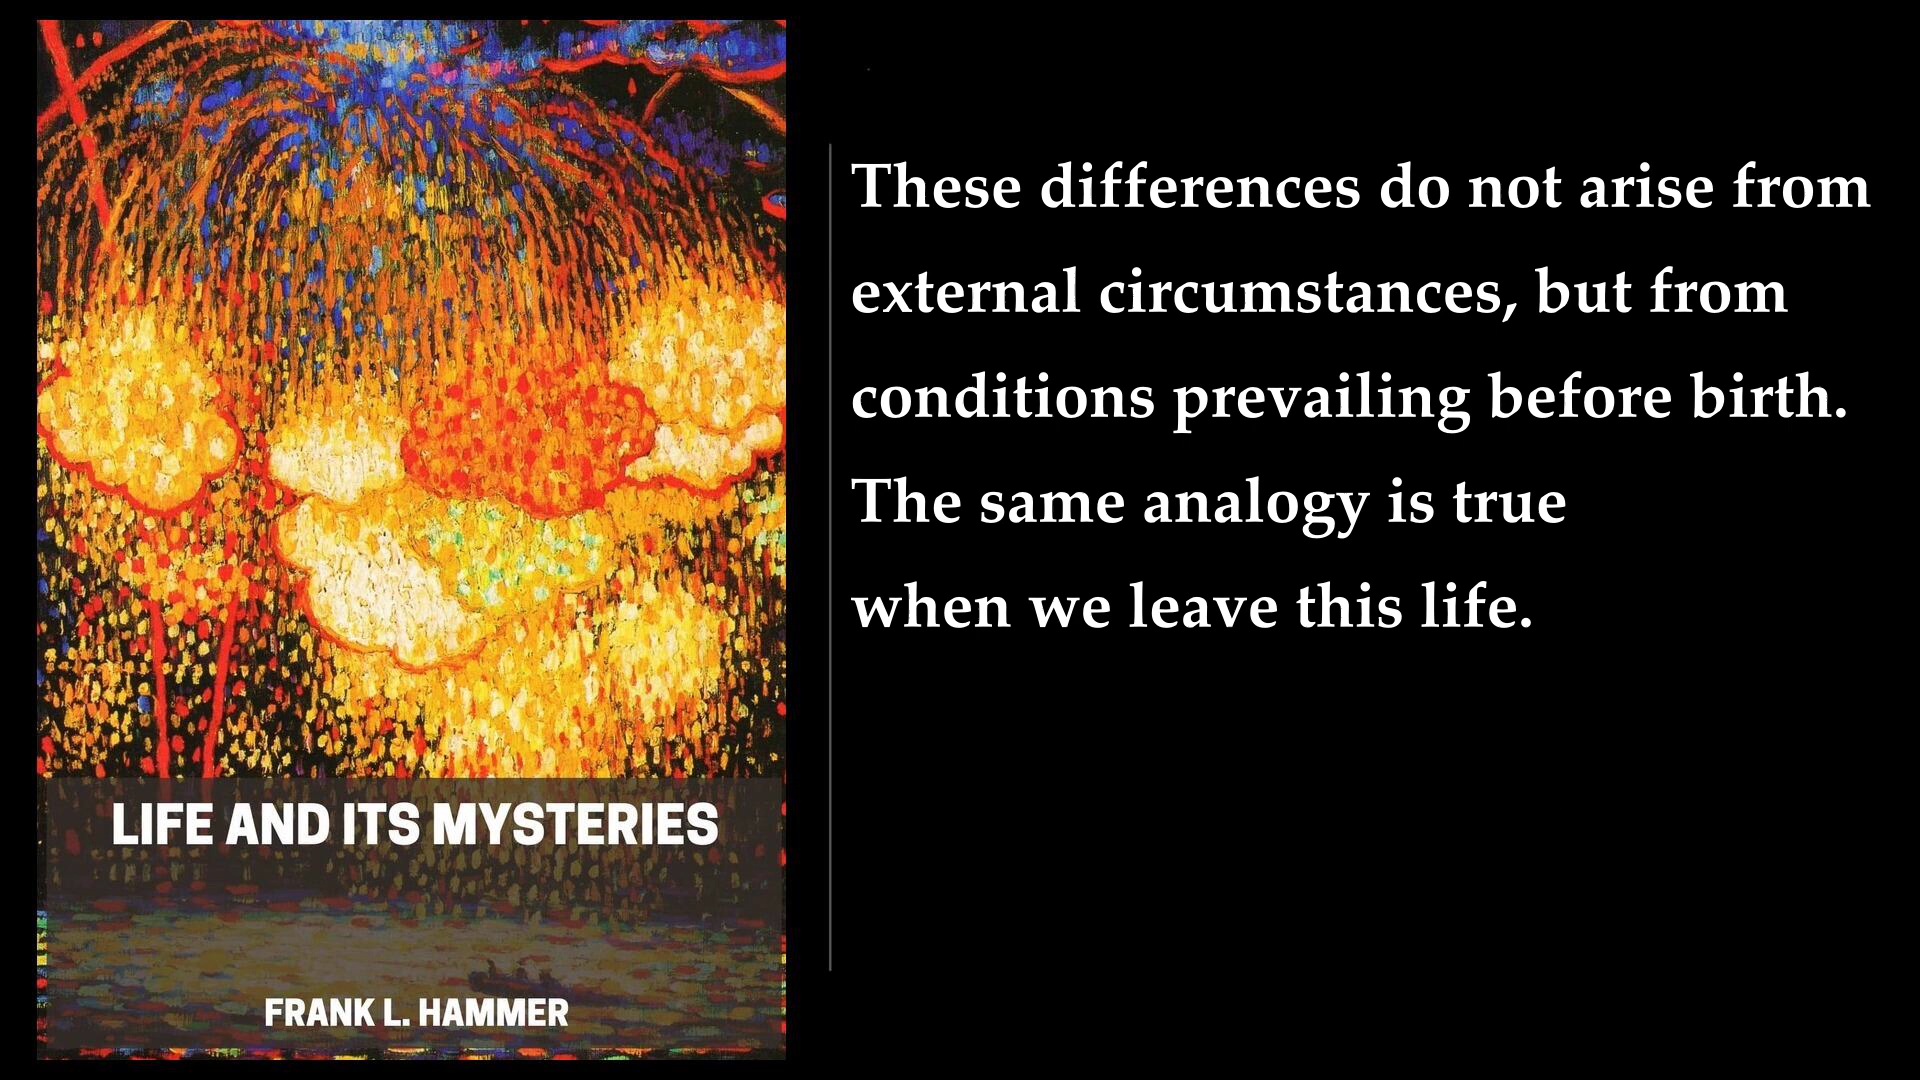 LIFE AND ITS MYSTERIES
FRANK L. HAMMER
These differences do not arise from
external circumstances, but from
conditions prevailing before birth.
The same analogy is true
when we leave this life.